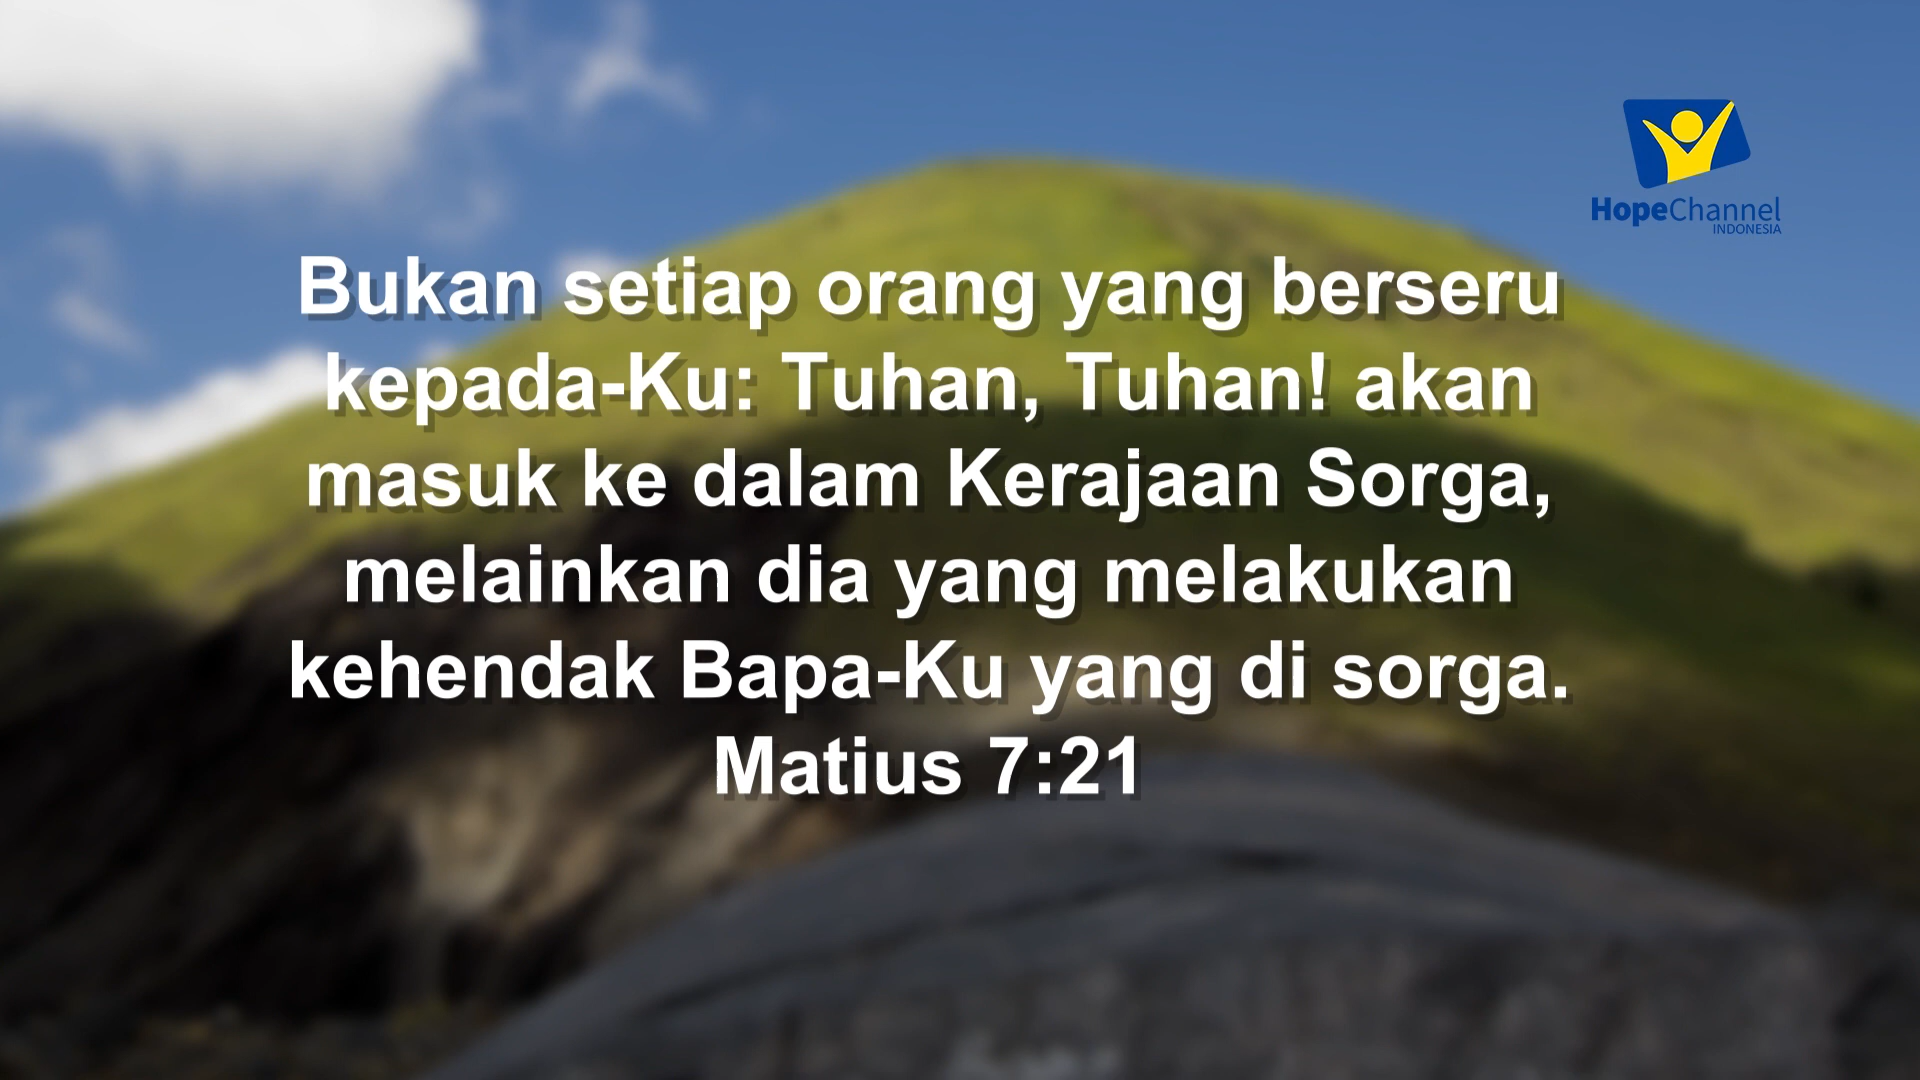 HopeChannel
INDONESIA
Bukan setiap orang yang berseru
kepada-Ku: Tuhan, Tuhan! akan
masuk ke dalam Kerajaan Sorga,
melainkan dia yang melakukan
kehendak Bapa-Ku yang di sorga.
Matius 7:21